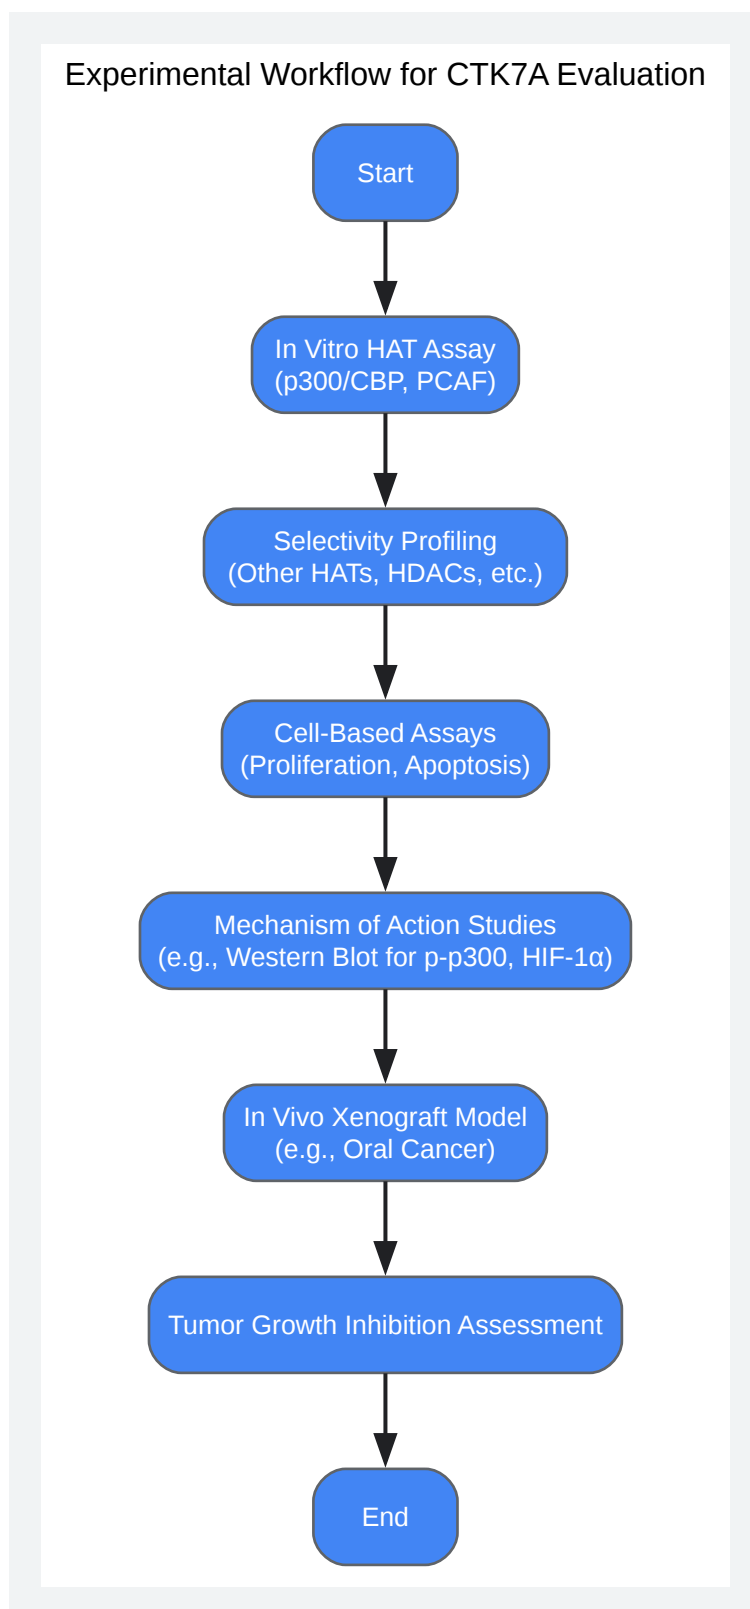 Experimental Workflow for CTK7A Evaluation
Start
In Vitro HAT Assay
(p300/CBP, PCAF)
Selectivity Profiling
(Other HATs, HDACs, etc.)
Cell-Based Assays
(Proliferation, Apoptosis)
Mechanism of Action Studies
(e.g., Western Blot for p-p300, HIF-1α)
In Vivo Xenograft Model
(e.g., Oral Cancer)
Tumor Growth Inhibition Assessment
End